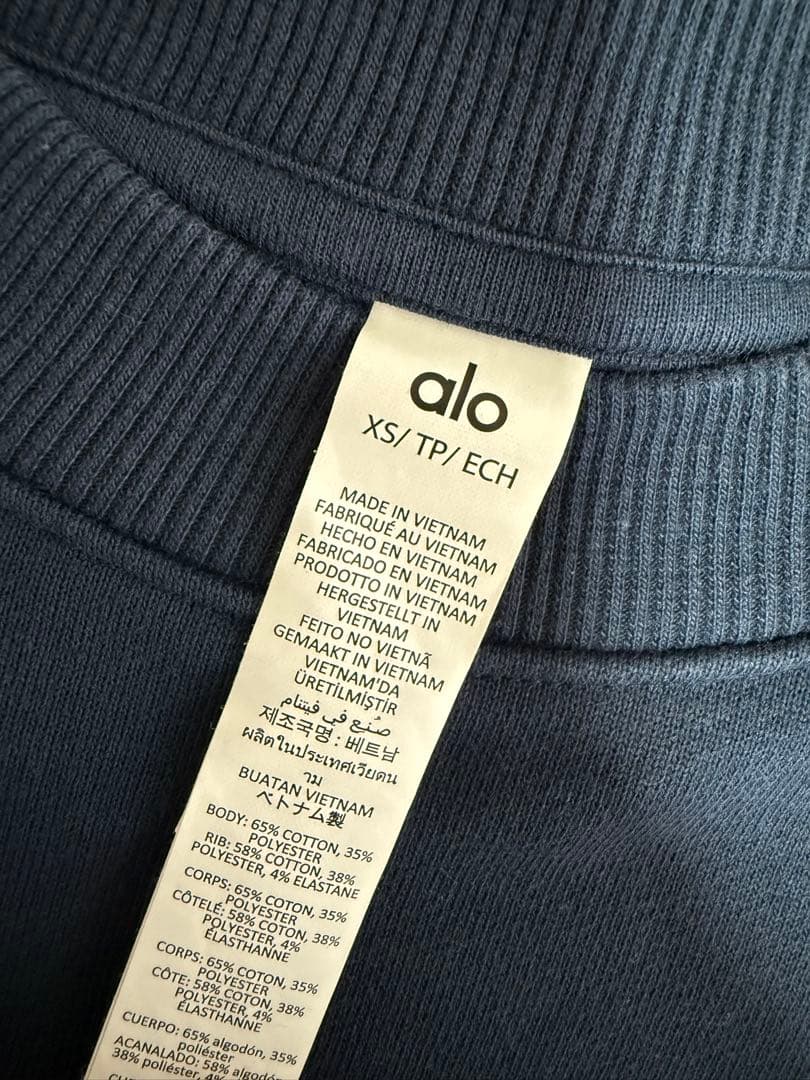 alo
XS/ TP/ ECH
MADE IN VIETNAM
FABRIQUÉ AU VIETNAM
HECHO EN VIETNAM
FABRICADO EN VIETNAM
PRODOTTO IN VIETNAM
HERGESTELLT IN
VIETNAM
FEITO NO VIETNÃ
GEMAAKT IN VIETNAM
VIETNAM'DA
ÜRETİLMİŞTİR
صُنع في فيتنام
제조국명 : 베트남
ผลิตในประเทศเวียดน
าม
BUATAN VIETNAM
ベトナム製
BODY: 65% COTTON, 35%
POLYESTER
RIB: 58% COTTON, 38%
POLYESTER, 4% ELASTANE
CORPS: 65% COTON, 35%
POLYESTER
CÔTELÉ: 58% COTON, 38%
POLYESTER, 4%
ÉLASTHANNE
CORPS: 65% COTON, 35%
POLYESTER
CÔTE: 58% COTON, 38%
POLYESTER, 4%
ÉLASTHANNE
CUERPO: 65% algodón, 35%
poliéster
ACANALADO: 58% algodón,
38% poliéster, 4%